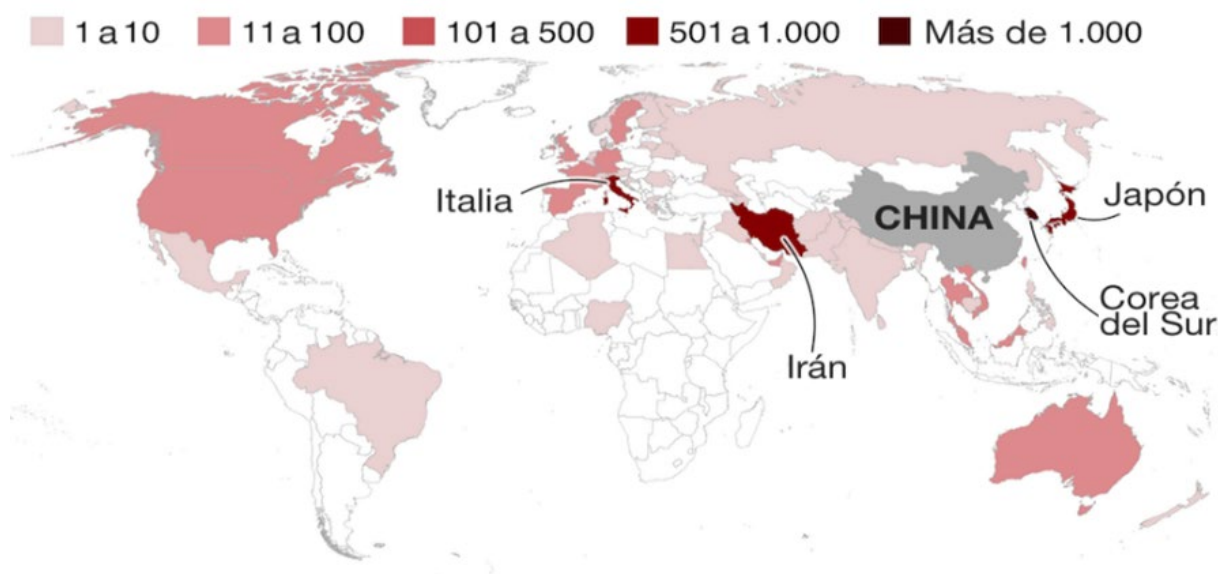 1 a 10 11 a 100 101 a 500 501 a 1.000 Más de 1.000
Italia
CHINA
Japón
Corea
del Sur
Irán